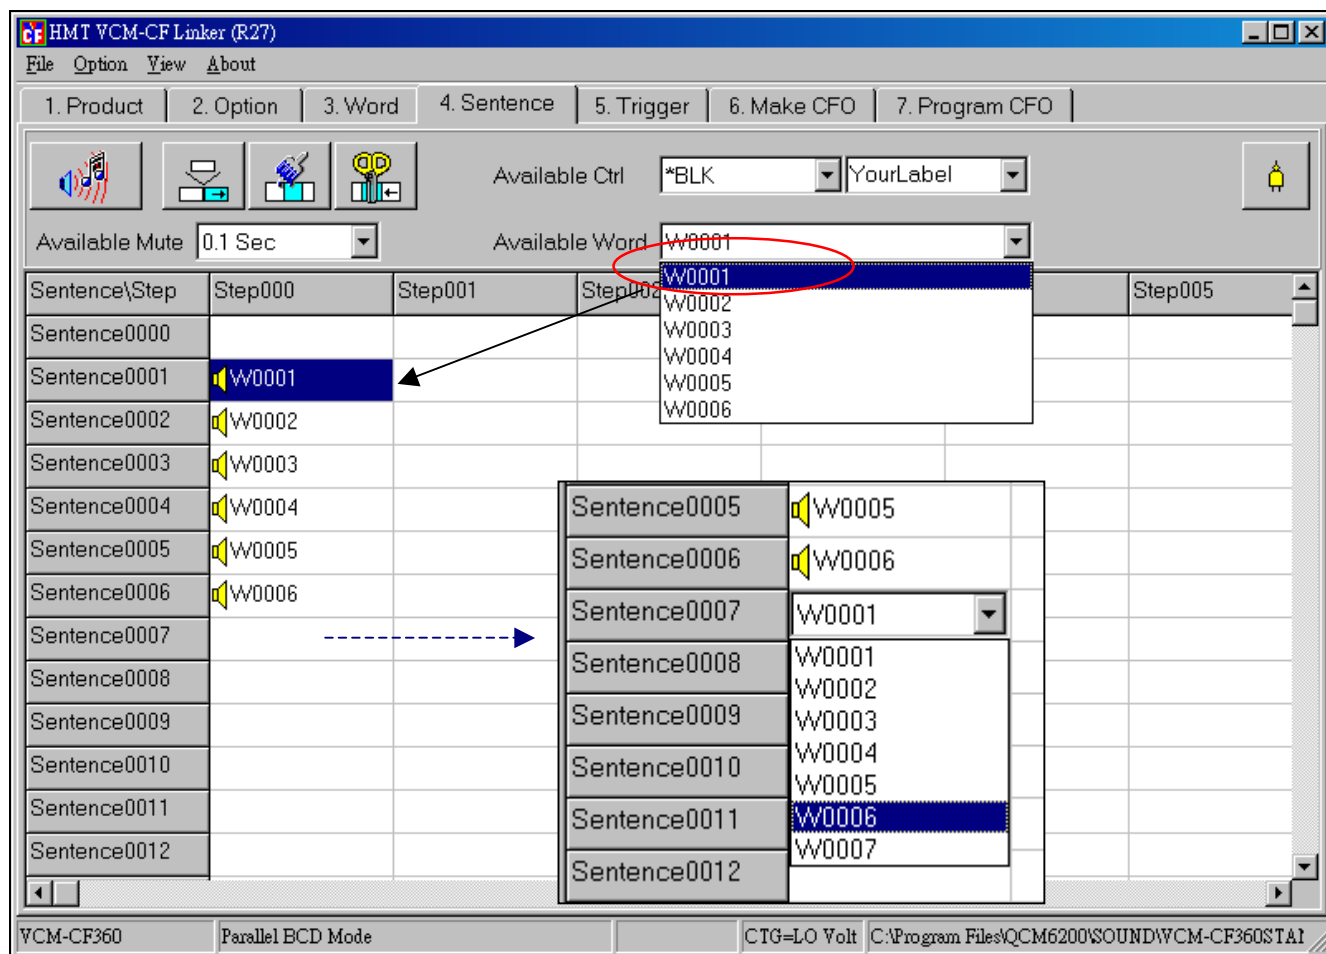 HMT VCM-CF Linker (R27)
File Option View About
1. Product 2. Option 3. Word 4. Sentence 5. Trigger 6. Make CFO 7. Program CFO
Available Ctrl *BLK YourLabel
Available Mute 0.1 Sec Available Word W0001
W0001
W0002
W0003
W0004
W0005
W0006
Sentence\Step Step000 Step001 Step002 Step005
Sentence0000
Sentence0001 W0001
Sentence0002 W0002
Sentence0003 W0003
Sentence0004 W0004
Sentence0005 W0005
Sentence0006 W0006
Sentence0007
Sentence0008
Sentence0009
Sentence0010
Sentence0011
Sentence0012
Sentence0005 W0005
Sentence0006 W0006
Sentence0007 W0001
Sentence0008
Sentence0009
Sentence0010
Sentence0011
Sentence0012
W0001
W0002
W0003
W0004
W0005
W0006
W0007
VCM-CF360 Parallel BCD Mode CTG=LO Volt C:\Program Files\QCM6200\SOUND\VCM-CF360STA